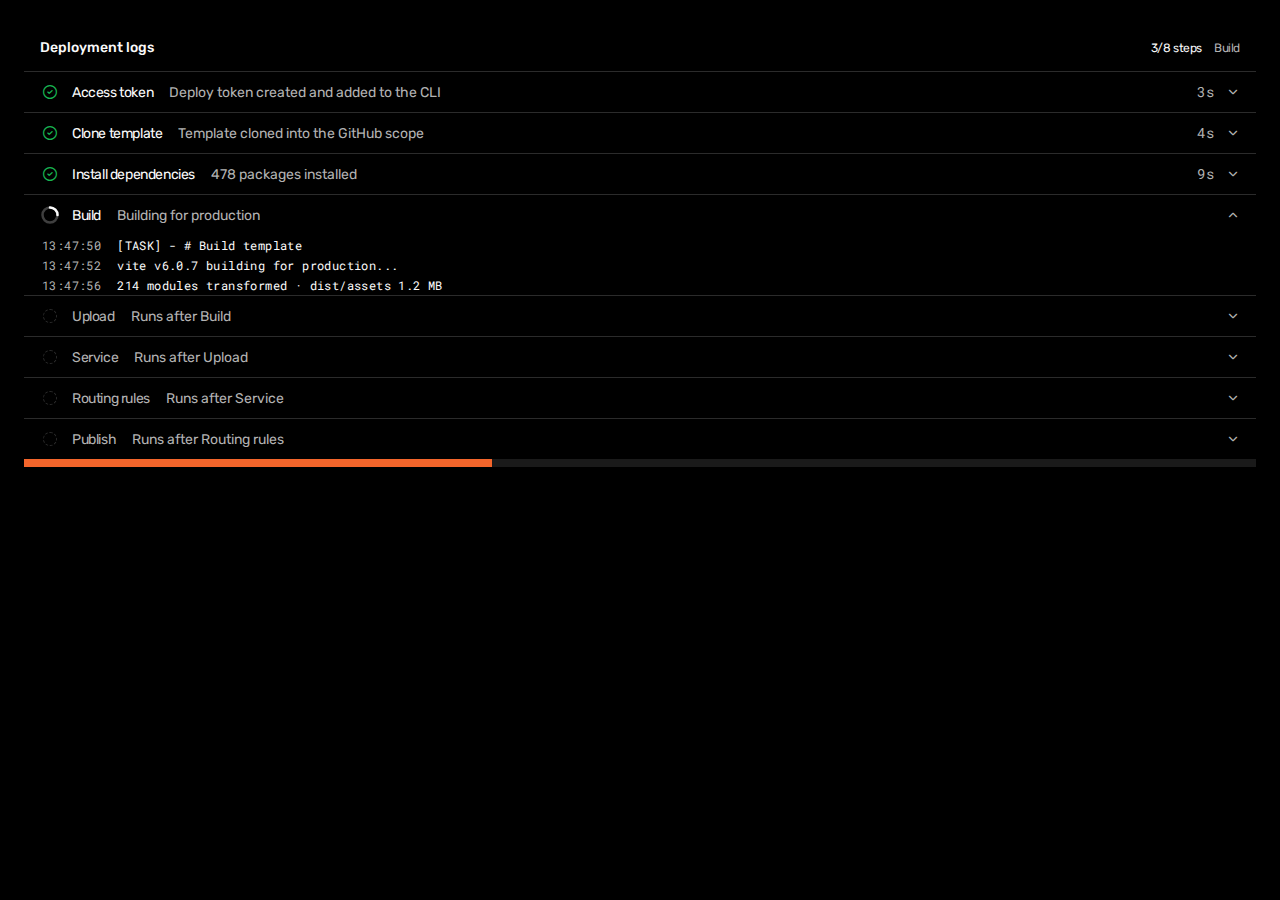 Deployment logs 3/8 steps Build
Access token Deploy token created and added to the CLI 3 s
Clone template Template cloned into the GitHub scope 4 s
Install dependencies 478 packages installed 9 s
Build Building for production
13:47:50 [TASK] - # Build template
13:47:52 vite v6.0.7 building for production...
13:47:56 214 modules transformed · dist/assets 1.2 MB
Upload Runs after Build
Service Runs after Upload
Routing rules Runs after Service
Publish Runs after Routing rules